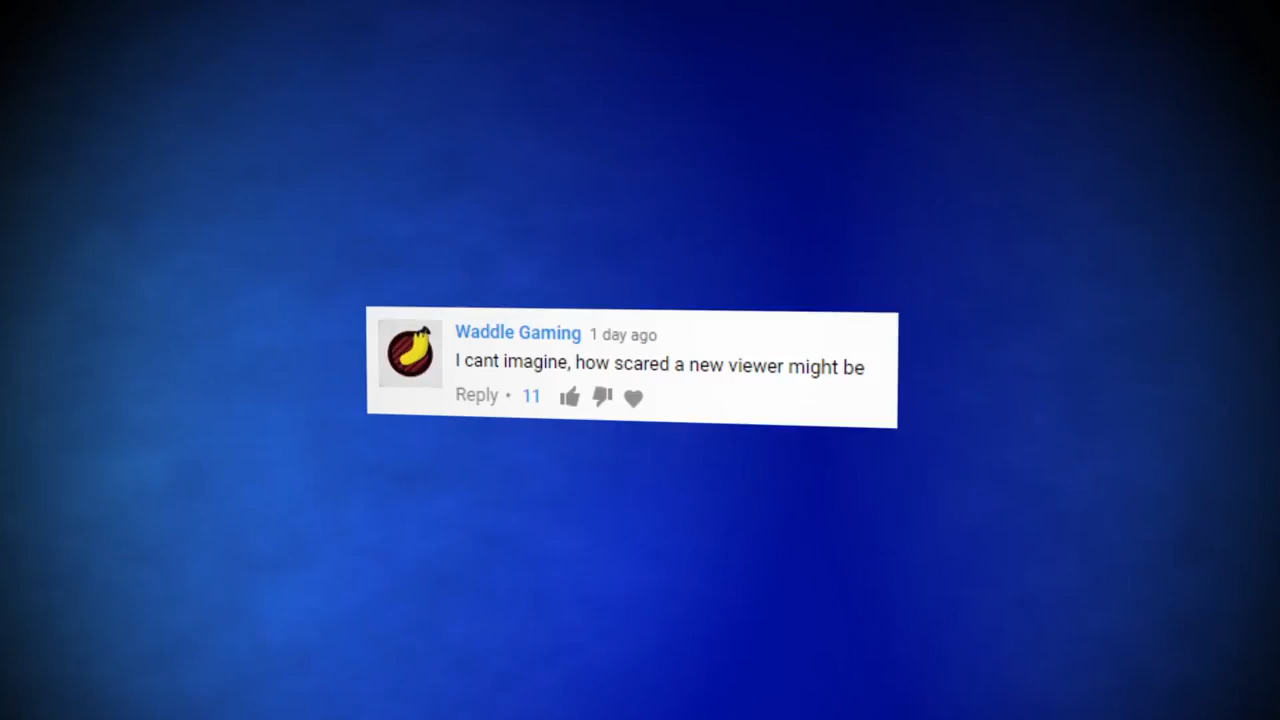 Waddle Gaming 1 day ago
I cant imagine, how scared a new viewer might be
Reply • 11